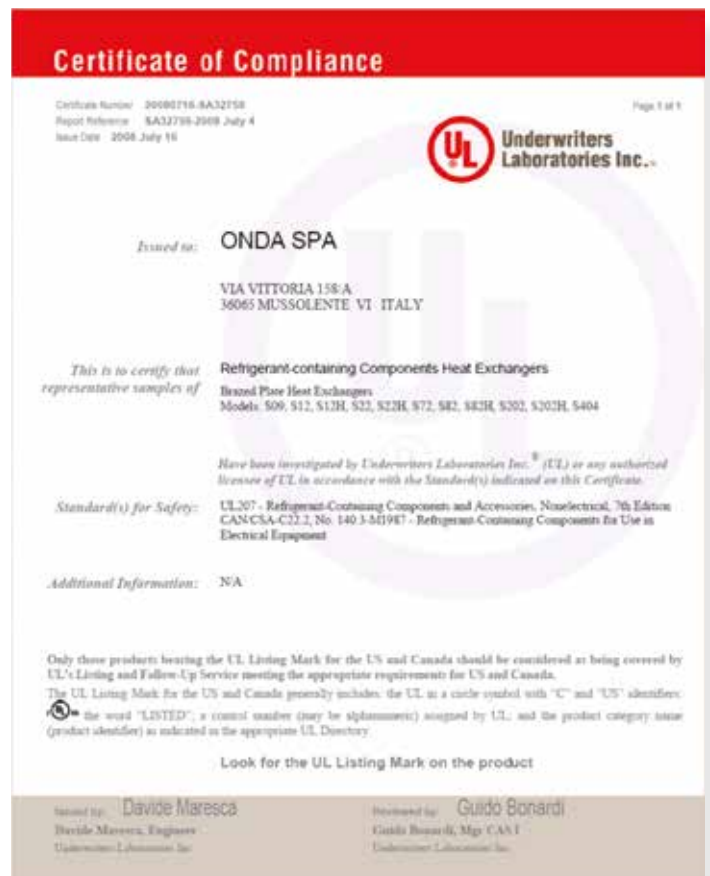 Certificate of Compliance
Certificate Number 20080716-SA32758
Report Reference SA32758-2008 July 4
Issue Date 2008 July 16
Page 1 of 1
UL
Underwriters
Laboratories Inc.
Issued to: ONDA SPA
VIA VITTORIA 158/A
36065 MUSSOLENTE VI ITALY
This is to certify that
representative samples of
Refrigerant-containing Components Heat Exchangers
Brazed Plate Heat Exchangers
Models: S09, S12, S12H, S22, S22H, S72, S82, S82H, S202, S202H, S404
Have been investigated by Underwriters Laboratories Inc.® (UL) or any authorized
licensee of UL in accordance with the Standard(s) indicated on this Certificate.
Standard(s) for Safety: UL207 - Refrigerant-Containing Components and Accessories, Nonelectrical, 7th Edition
CAN/CSA-C22.2, No. 140.3-M1987 - Refrigerant-Containing Components for Use in
Electrical Equipment
Additional Information: N/A
Only those products bearing the UL Listing Mark for the US and Canada should be considered as being covered by
UL's Listing and Follow-Up Service meeting the appropriate requirements for US and Canada.
The UL Listing Mark for the US and Canada generally includes: the UL in a circle symbol with "C" and "US" identifiers:
the word "LISTED"; a control number (may be alphanumeric) assigned by UL; and the product category name
(product identifier) as indicated in the appropriate UL Directory.
Look for the UL Listing Mark on the product
Issued by: Davide Maresca
Davide Maresca, Engineer
Underwriters Laboratories Inc.
Reviewed by: Guido Bonardi
Guido Bonardi, Mgr CAS I
Underwriters Laboratories Inc.